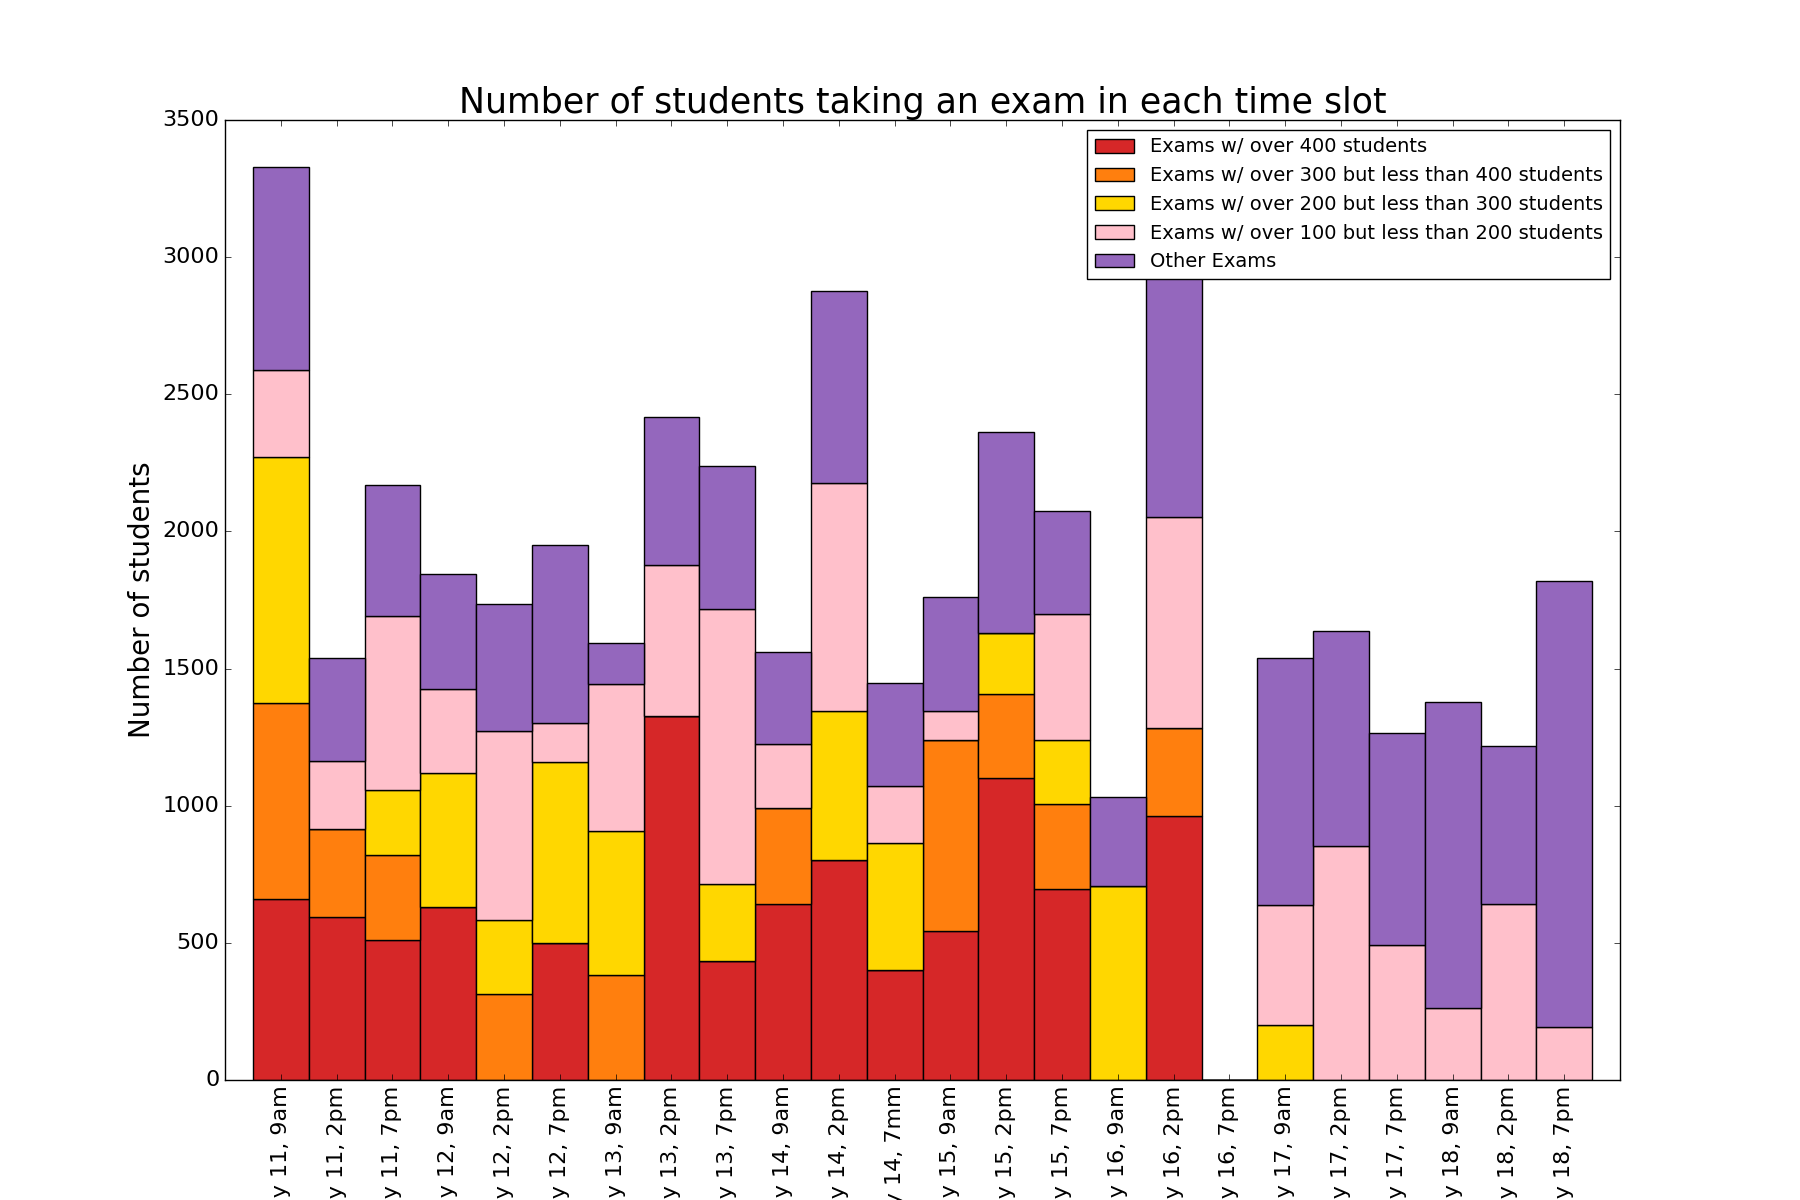 Number of students taking an exam in each time slot
Exams w/ over 400 students
Exams w/ over 300 but less than 400 students
Exams w/ over 200 but less than 300 students
Exams w/ over 100 but less than 200 students
Other Exams
Number of students
3500
3000
2500
2000
1500
1000
500
0
y 11, 9am
y 11, 2pm
y 11, 7pm
y 12, 9am
y 12, 2pm
y 12, 7pm
y 13, 9am
y 13, 2pm
y 13, 7pm
y 14, 9am
y 14, 2pm
y 14, 7mm
y 15, 9am
y 15, 2pm
y 15, 7pm
y 16, 9am
y 16, 2pm
y 16, 7pm
y 17, 9am
y 17, 2pm
y 17, 7pm
y 18, 9am
y 18, 2pm
y 18, 7pm